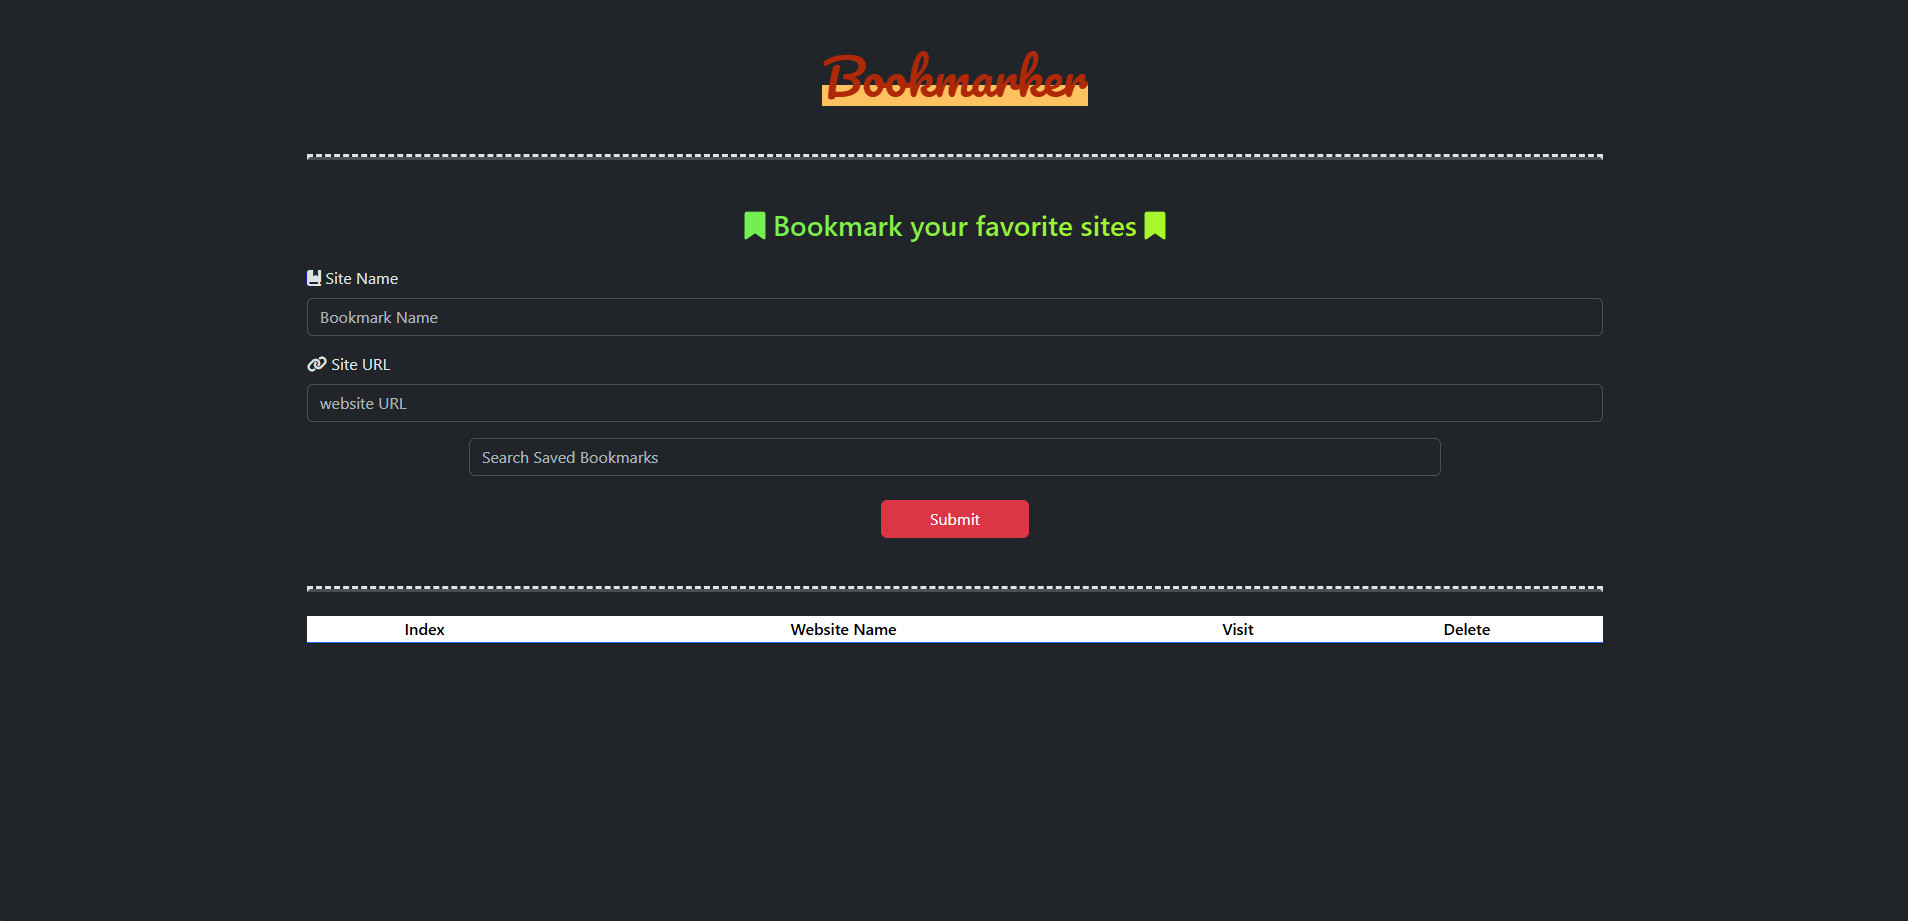 Bookmarker
Bookmark your favorite sites
Site Name
Bookmark Name
Site URL
website URL
Search Saved Bookmarks
Submit
Index Website Name Visit Delete